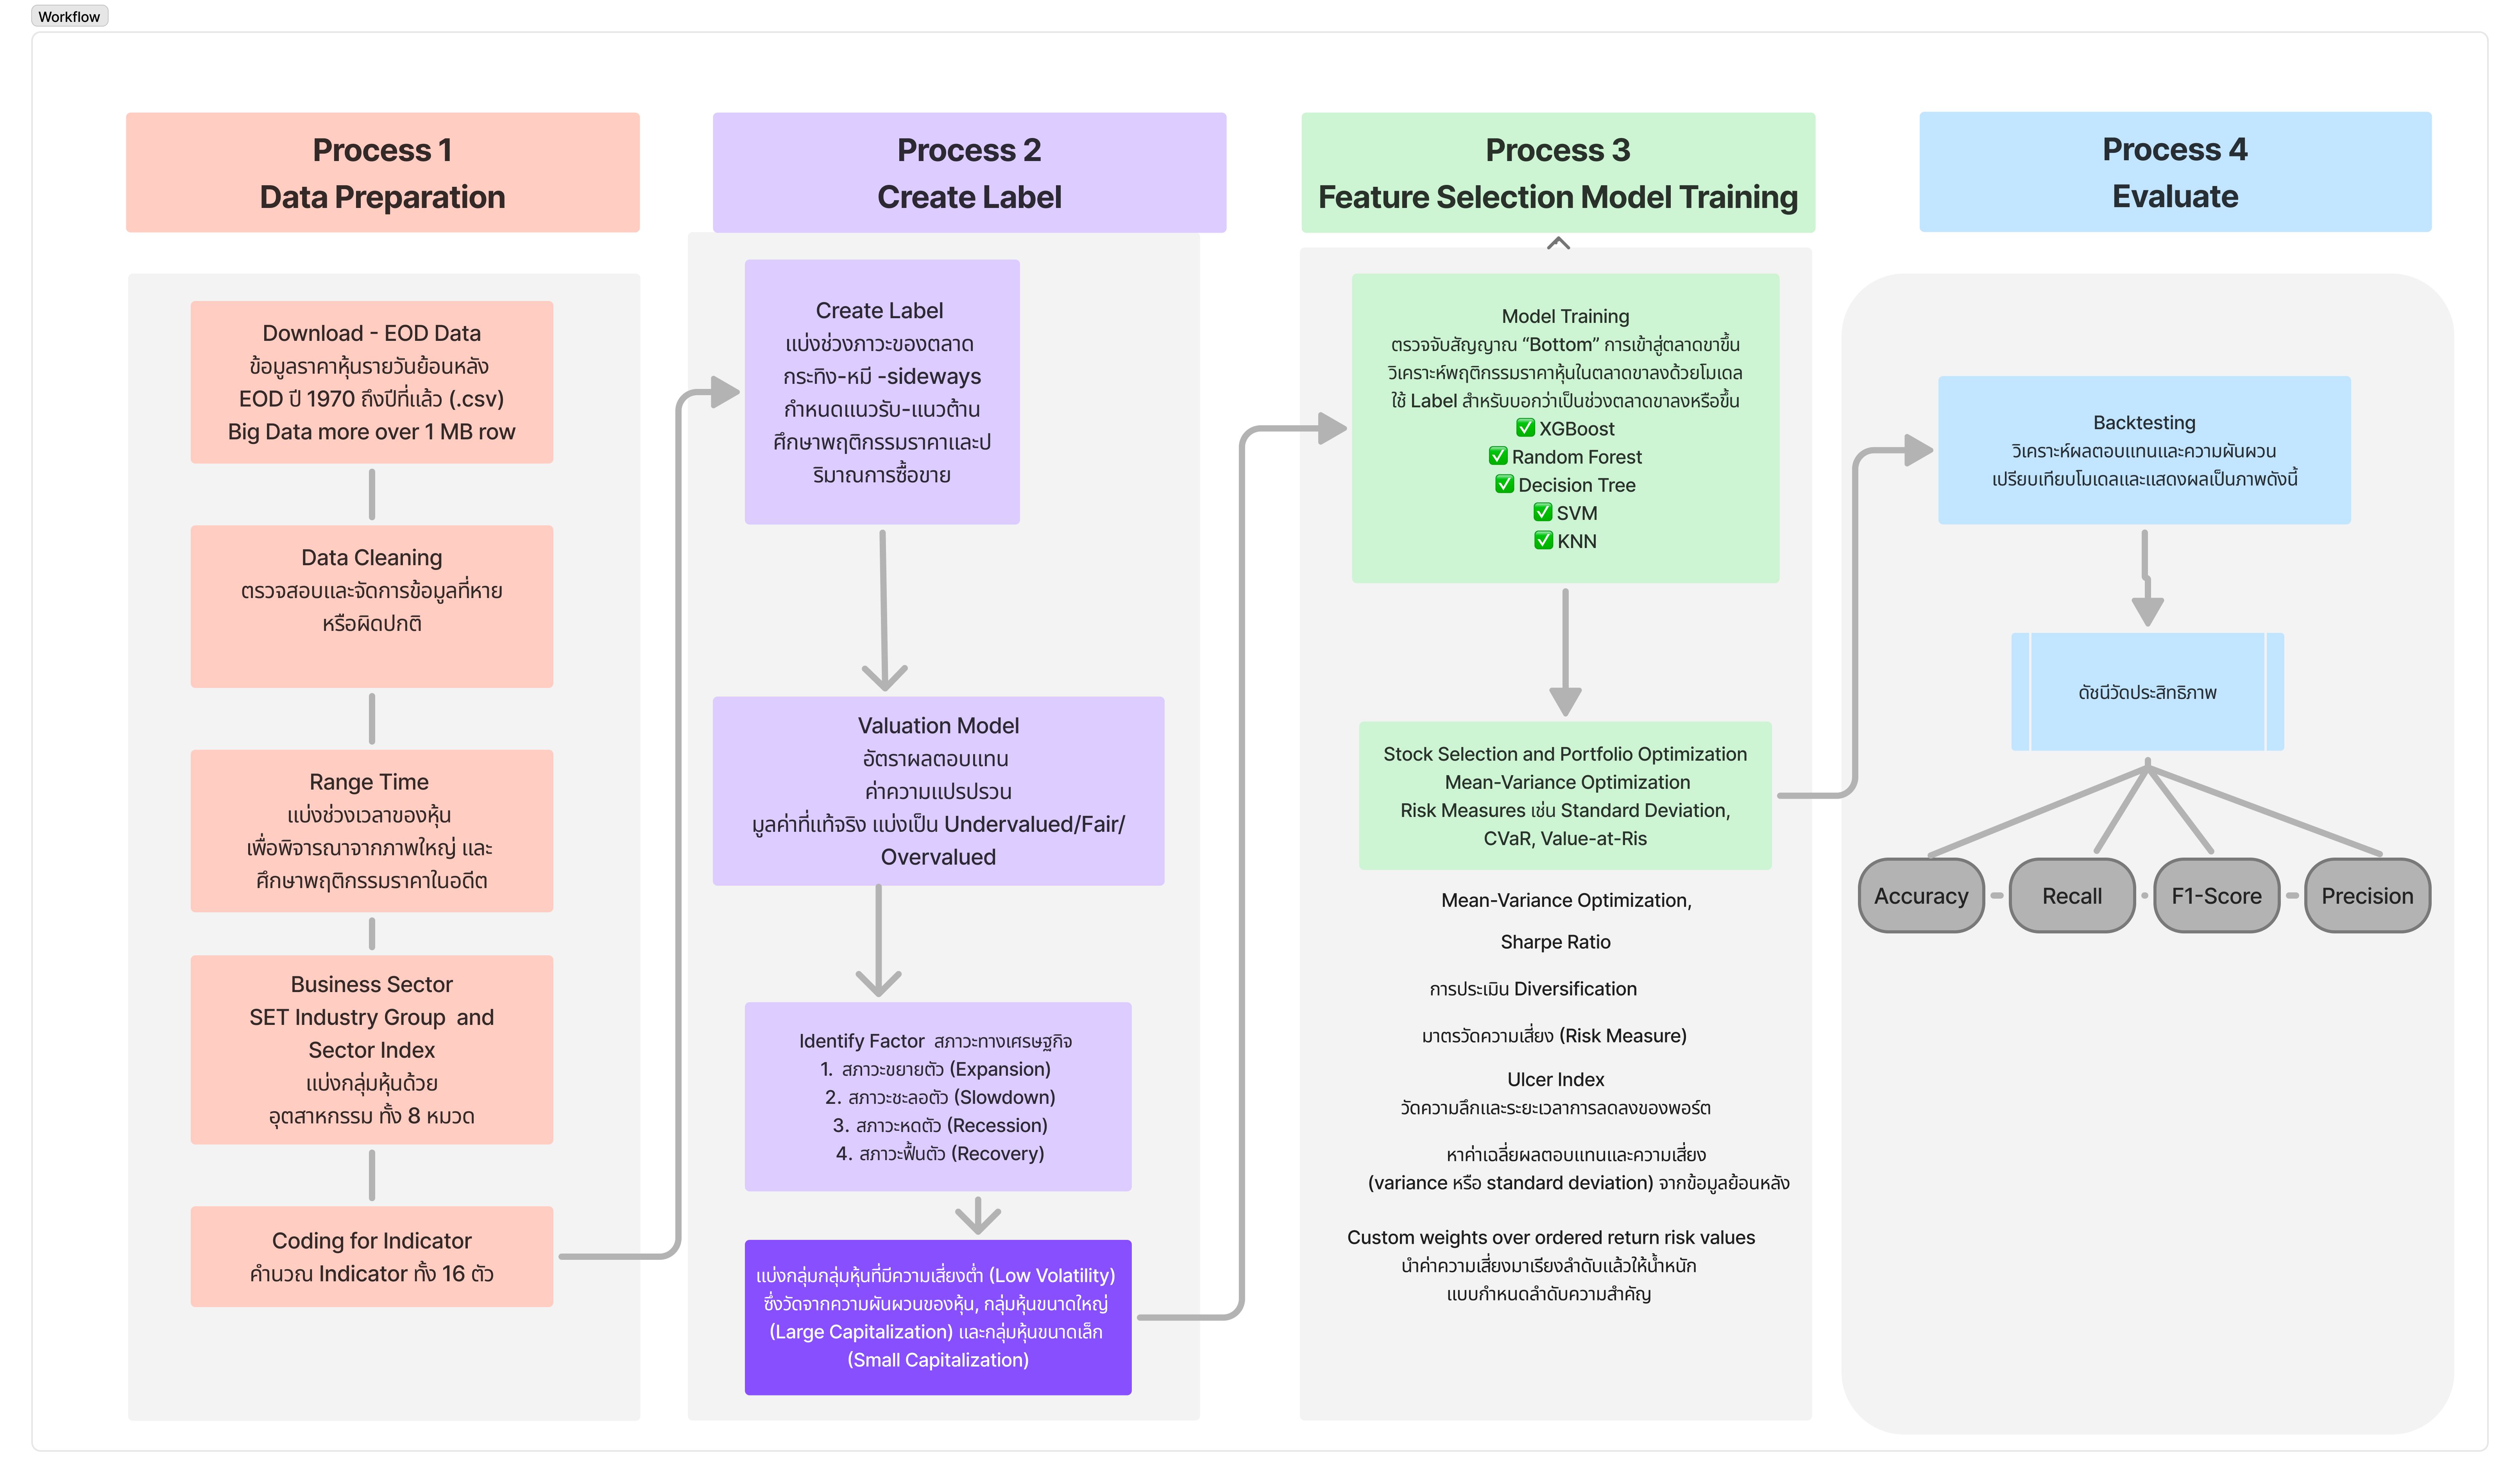 Workflow
Process 1
Data Preparation
Download - EOD Data
ข้อมูลราคาหุ้นรายวันย้อนหลัง
EOD ปี 1970 ถึงปีที่แล้ว (.csv)
Big Data more over 1 MB row
Data Cleaning
ตรวจสอบและจัดการข้อมูลที่หาย
หรือผิดปกติ
Range Time
แบ่งช่วงเวลาของหุ้น
เพื่อพิจารณาจากภาพใหญ่ และ
ศึกษาพฤติกรรมราคาในอดีต
Business Sector
SET Industry Group  and
Sector Index
แบ่งกลุ่มหุ้นด้วย
อุตสาหกรรม ทั้ง 8 หมวด
Coding for Indicator
คำนวณ Indicator ทั้ง 16 ตัว
Process 2
Create Label
Create Label
แบ่งช่วงภาวะของตลาด
กระทิง-หมี -sideways
กำหนดแนวรับ-แนวต้าน
ศึกษาพฤติกรรมราคาและป
ริมาณการซื้อขาย
Valuation Model
อัตราผลตอบแทน
ค่าความแปรปรวน
มูลค่าที่แท้จริง แบ่งเป็น Undervalued/Fair/
Overvalued
Identify Factor  สภาวะทางเศรษฐกิจ
1. สภาวะขยายตัว (Expansion)
2. สภาวะชะลอตัว (Slowdown)
3. สภาวะหดตัว (Recession)
4. สภาวะฟื้นตัว (Recovery)
แบ่งกลุ่มกลุ่มหุ้นที่มีความเสี่ยงต่ำ (Low Volatility)
ซึ่งวัดจากความผันผวนของหุ้น, กลุ่มหุ้นขนาดใหญ่
(Large Capitalization) และกลุ่มหุ้นขนาดเล็ก
(Small Capitalization)
Process 3
Feature Selection Model Training
Model Training
ตรวจจับสัญญาณ “Bottom” การเข้าสู่ตลาดขาขึ้น
วิเคราะห์พฤติกรรมราคาหุ้นในตลาดขาลงด้วยโมเดล
ใช้ Label สำหรับบอกว่าเป็นช่วงตลาดขาลงหรือขึ้น
✅ XGBoost
✅ Random Forest
✅ Decision Tree
✅ SVM
✅ KNN
Stock Selection and Portfolio Optimization
Mean-Variance Optimization
Risk Measures เช่น Standard Deviation,
CVaR, Value-at-Ris
Mean-Variance Optimization,
Sharpe Ratio
การประเมิน Diversification
มาตรวัดความเสี่ยง (Risk Measure)
Ulcer Index
วัดความลึกและระยะเวลาการลดลงของพอร์ต
หาค่าเฉลี่ยผลตอบแทนและความเสี่ยง
(variance หรือ standard deviation) จากข้อมูลย้อนหลัง
Custom weights over ordered return risk values
นำค่าความเสี่ยงมาเรียงลำดับแล้วให้น้ำหนัก
แบบกำหนดลำดับความสำคัญ
Process 4
Evaluate
Backtesting
วิเคราะห์ผลตอบแทนและความผันผวน
เปรียบเทียบโมเดลและแสดงผลเป็นภาพดังนี้
ดัชนีวัดประสิทธิภาพ
Accuracy
Recall
F1-Score
Precision